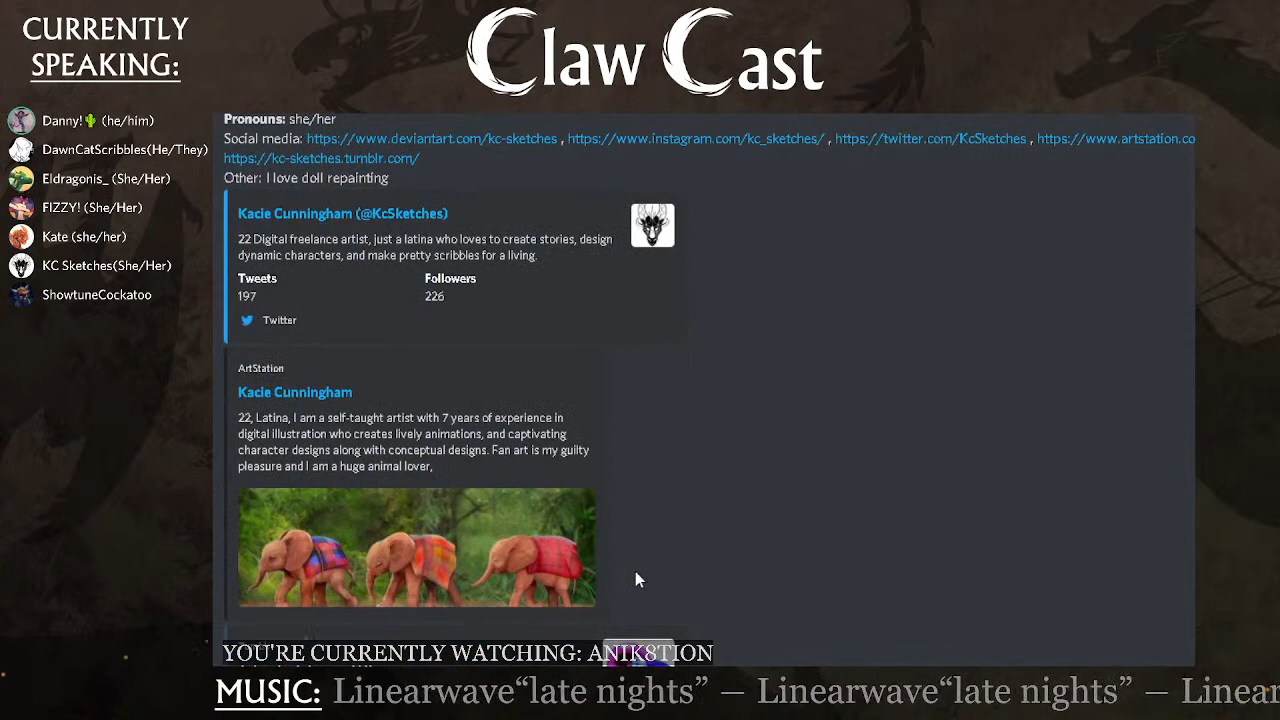 CURRENTLY
SPEAKING:
Claw Cast
Danny! (he/him)
DawnCatScribbles(He/They)
Eldragonis_ (She/Her)
FIZZY! (She/Her)
Kate (she/her)
KC Sketches(She/Her)
ShowtuneCockatoo
Pronouns: she/her
Social media: https://www.deviantart.com/kc-sketches , https://www.instagram.com/kc_sketches/ , https://twitter.com/KcSketches , https://www.artstation.co
https://kc-sketches.tumblr.com/
Other: I love doll repainting
Kacie Cunningham (@KcSketches)
22 Digital freelance artist, just a latina who loves to create stories, design
dynamic characters, and make pretty scribbles for a living.
Tweets Followers
197 226
Twitter
ArtStation
Kacie Cunningham
22, Latina, I am a self-taught artist with 7 years of experience in
digital illustration who creates lively animations, and captivating
character designs along with conceptual designs. Fan art is my guilty
pleasure and I am a huge animal lover,
YOU'RE CURRENTLY WATCHING: ANIK8TION
MUSIC: Linearwave“late nights” — Linearwave“late nights” — Linear